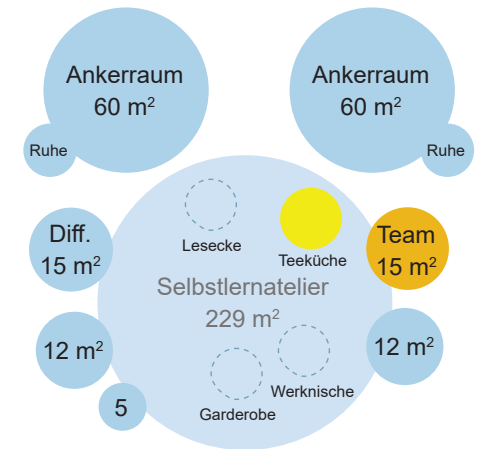 Ankerraum
60 m²
Ankerraum
60 m²
Ruhe
Ruhe
Lesecke
Teeküche
Diff.
15 m²
Team
15 m²
Selbstlernatelier
229 m²
12 m²
12 m²
Werknische
Garderobe
5